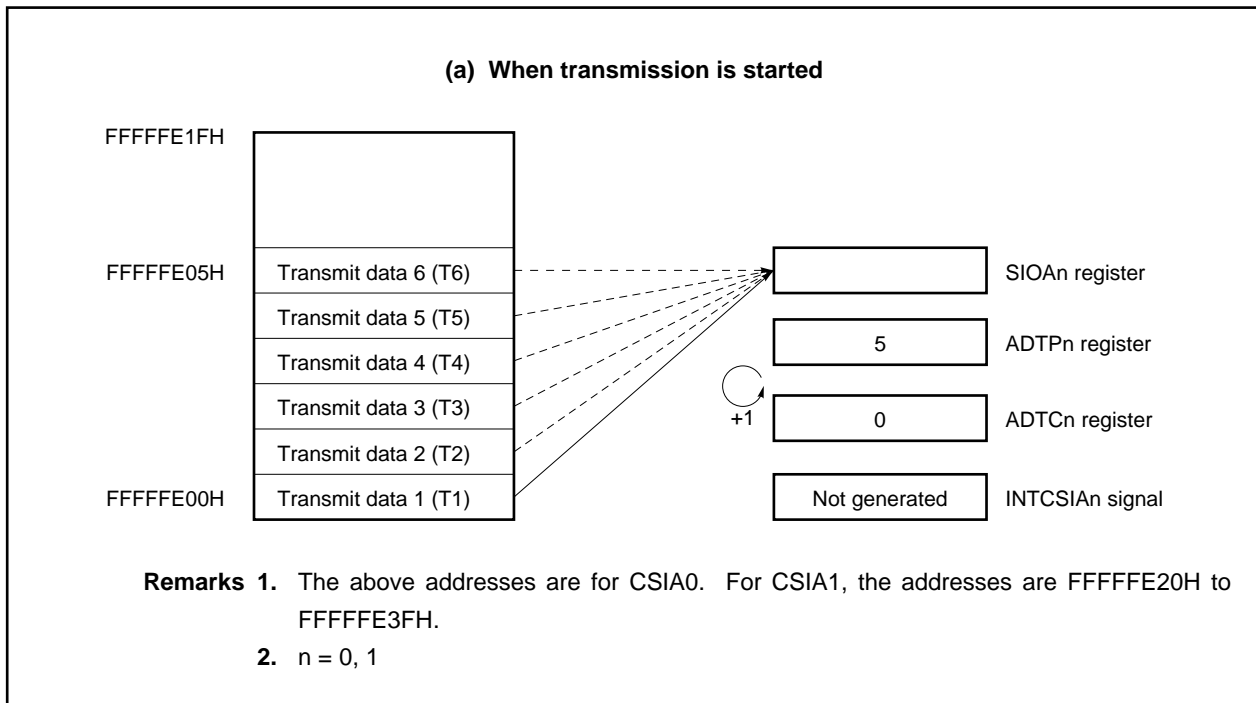 (a) When transmission is started
FFFFFE1FH
FFFFFE05H Transmit data 6 (T6) SIOAn register
Transmit data 5 (T5) 5 ADTPn register
Transmit data 4 (T4)
Transmit data 3 (T3) +1 0 ADTCn register
Transmit data 2 (T2)
FFFFFE00H Transmit data 1 (T1) Not generated INTCSIAn signal
Remarks 1. The above addresses are for CSIA0. For CSIA1, the addresses are FFFFFE20H to
FFFFFE3FH.
2. n = 0, 1